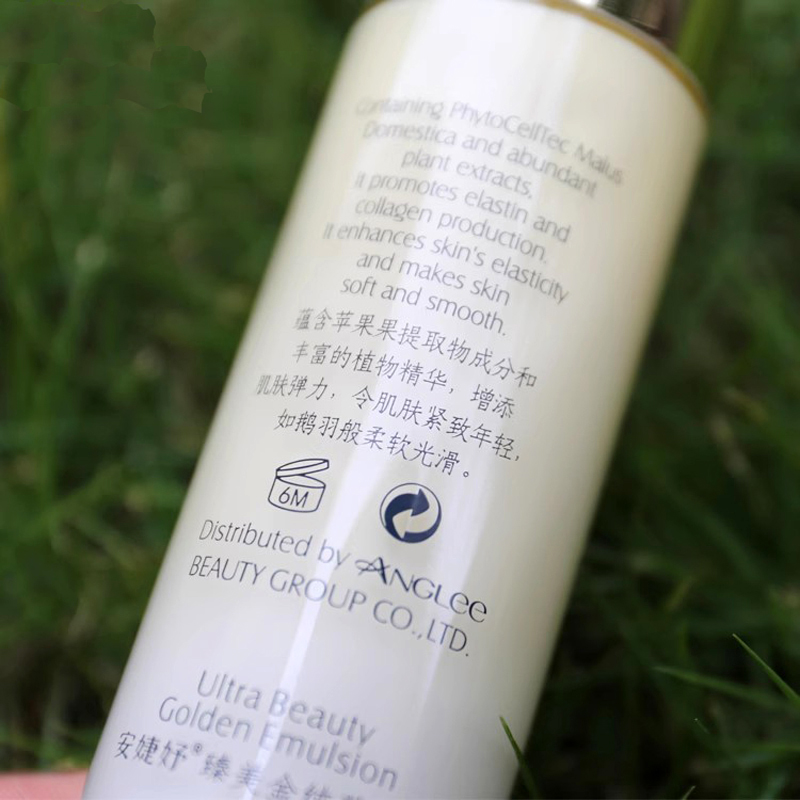 Containing PhytoCellTec Malus
Domestica and abundant
plant extracts,
It promotes elastin and
collagen production.
It enhances skin's elasticity
and makes skin
soft and smooth.
蕴含苹果果提取物成分和
丰富的植物精华，增添
肌肤弹力，令肌肤紧致年轻，
如鹅羽般柔软光滑。
6M
Distributed by ANGLee
BEAUTY GROUP CO.,LTD.
Ultra Beauty
Golden Emulsion
安婕妤®臻美金纯